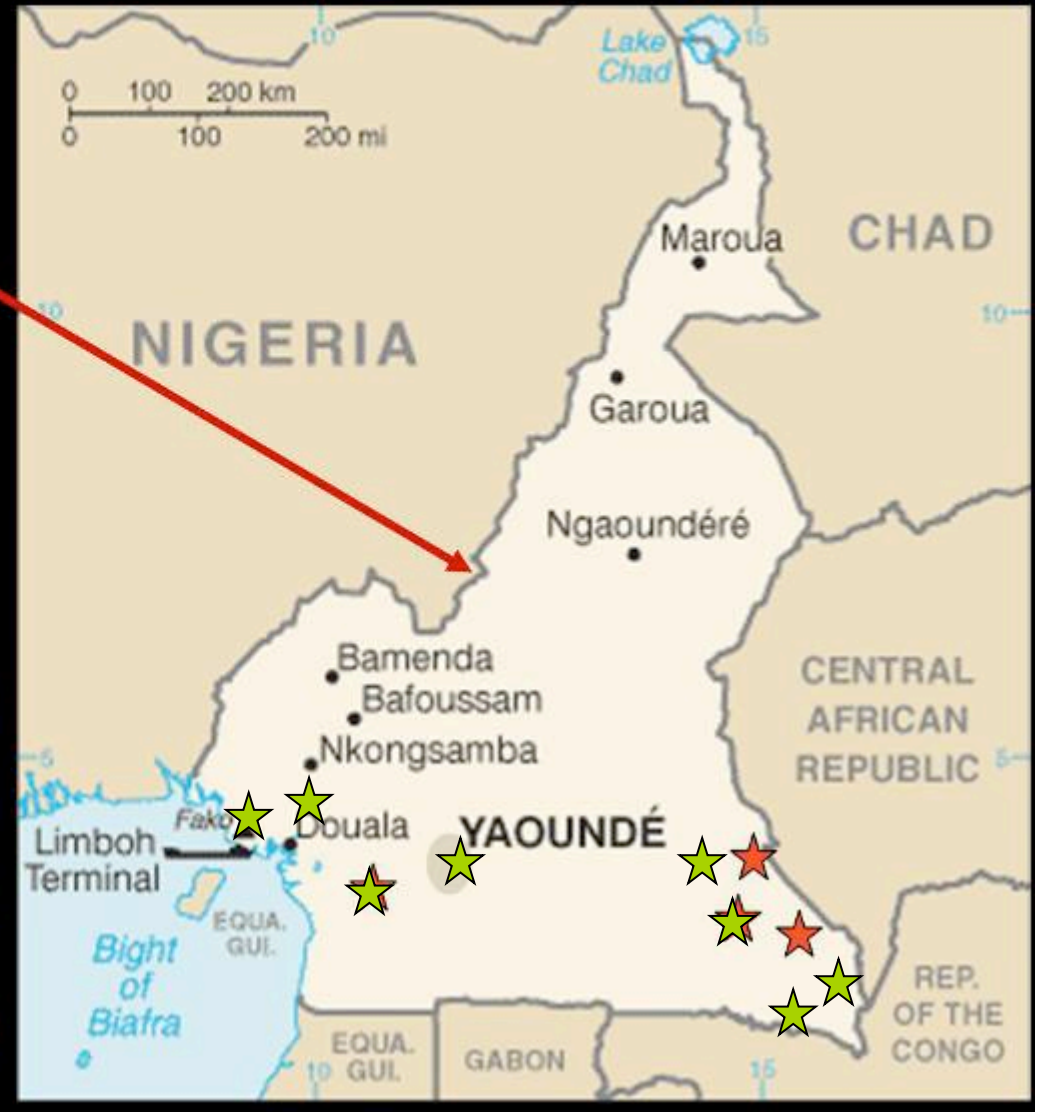 10
15
Lake
Chad
0 100 200 km
0 100 200 mi
Maroua
CHAD
10
10
NIGERIA
Garoua
Ngaoundéré
Bamenda
CENTRAL
AFRICAN
REPUBLIC
Bafoussam
Nkongsamba
5
5
Fako
Douala
YAOUNDÉ
Limboh
Terminal
EQUA.
GUI.
Bight
of
Biafra
REP.
OF THE
CONGO
EQUA.
GUI.
GABON
10
15